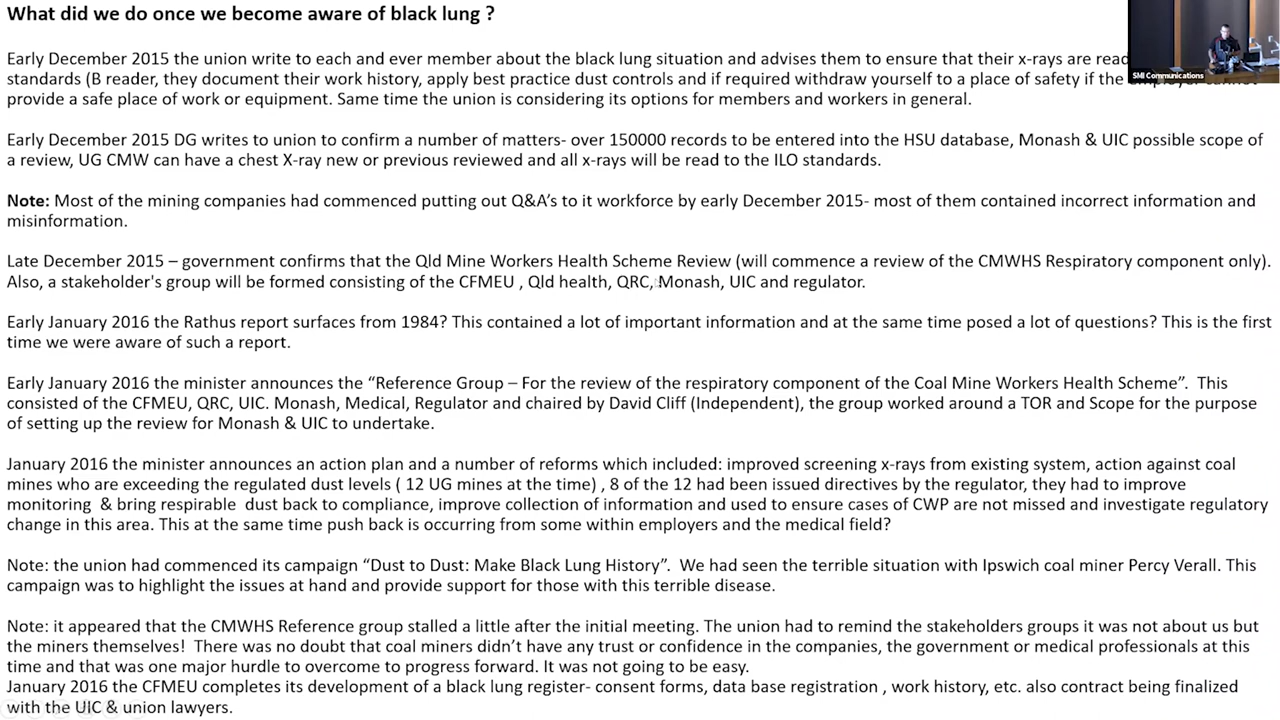 What did we do once we become aware of black lung ?
SMI Communications
Early December 2015 the union write to each and ever member about the black lung situation and advises them to ensure that their x-rays are read
standards (B reader, they document their work history, apply best practice dust controls and if required withdraw yourself to a place of safety if the employer cannot
provide a safe place of work or equipment. Same time the union is considering its options for members and workers in general.
Early December 2015 DG writes to union to confirm a number of matters- over 150000 records to be entered into the HSU database, Monash & UIC possible scope of
a review, UG CMW can have a chest X-ray new or previous reviewed and all x-rays will be read to the ILO standards.
Note: Most of the mining companies had commenced putting out Q&A's to it workforce by early December 2015- most of them contained incorrect information and
misinformation.
Late December 2015 – government confirms that the Qld Mine Workers Health Scheme Review (will commence a review of the CMWHS Respiratory component only).
Also, a stakeholder's group will be formed consisting of the CFMEU , Qld health, QRC, Monash, UIC and regulator.
Early January 2016 the Rathus report surfaces from 1984? This contained a lot of important information and at the same time posed a lot of questions? This is the first
time we were aware of such a report.
Early January 2016 the minister announces the “Reference Group – For the review of the respiratory component of the Coal Mine Workers Health Scheme”. This
consisted of the CFMEU, QRC, UIC. Monash, Medical, Regulator and chaired by David Cliff (Independent), the group worked around a TOR and Scope for the purpose
of setting up the review for Monash & UIC to undertake.
January 2016 the minister announces an action plan and a number of reforms which included: improved screening x-rays from existing system, action against coal
mines who are exceeding the regulated dust levels ( 12 UG mines at the time) , 8 of the 12 had been issued directives by the regulator, they had to improve
monitoring & bring respirable dust back to compliance, improve collection of information and used to ensure cases of CWP are not missed and investigate regulatory
change in this area. This at the same time push back is occurring from some within employers and the medical field?
Note: the union had commenced its campaign “Dust to Dust: Make Black Lung History”. We had seen the terrible situation with Ipswich coal miner Percy Verall. This
campaign was to highlight the issues at hand and provide support for those with this terrible disease.
Note: it appeared that the CMWHS Reference group stalled a little after the initial meeting. The union had to remind the stakeholders groups it was not about us but
the miners themselves! There was no doubt that coal miners didn't have any trust or confidence in the companies, the government or medical professionals at this
time and that was one major hurdle to overcome to progress forward. It was not going to be easy.
January 2016 the CFMEU completes its development of a black lung register- consent forms, data base registration , work history, etc. also contract being finalized
with the UIC & union lawyers.